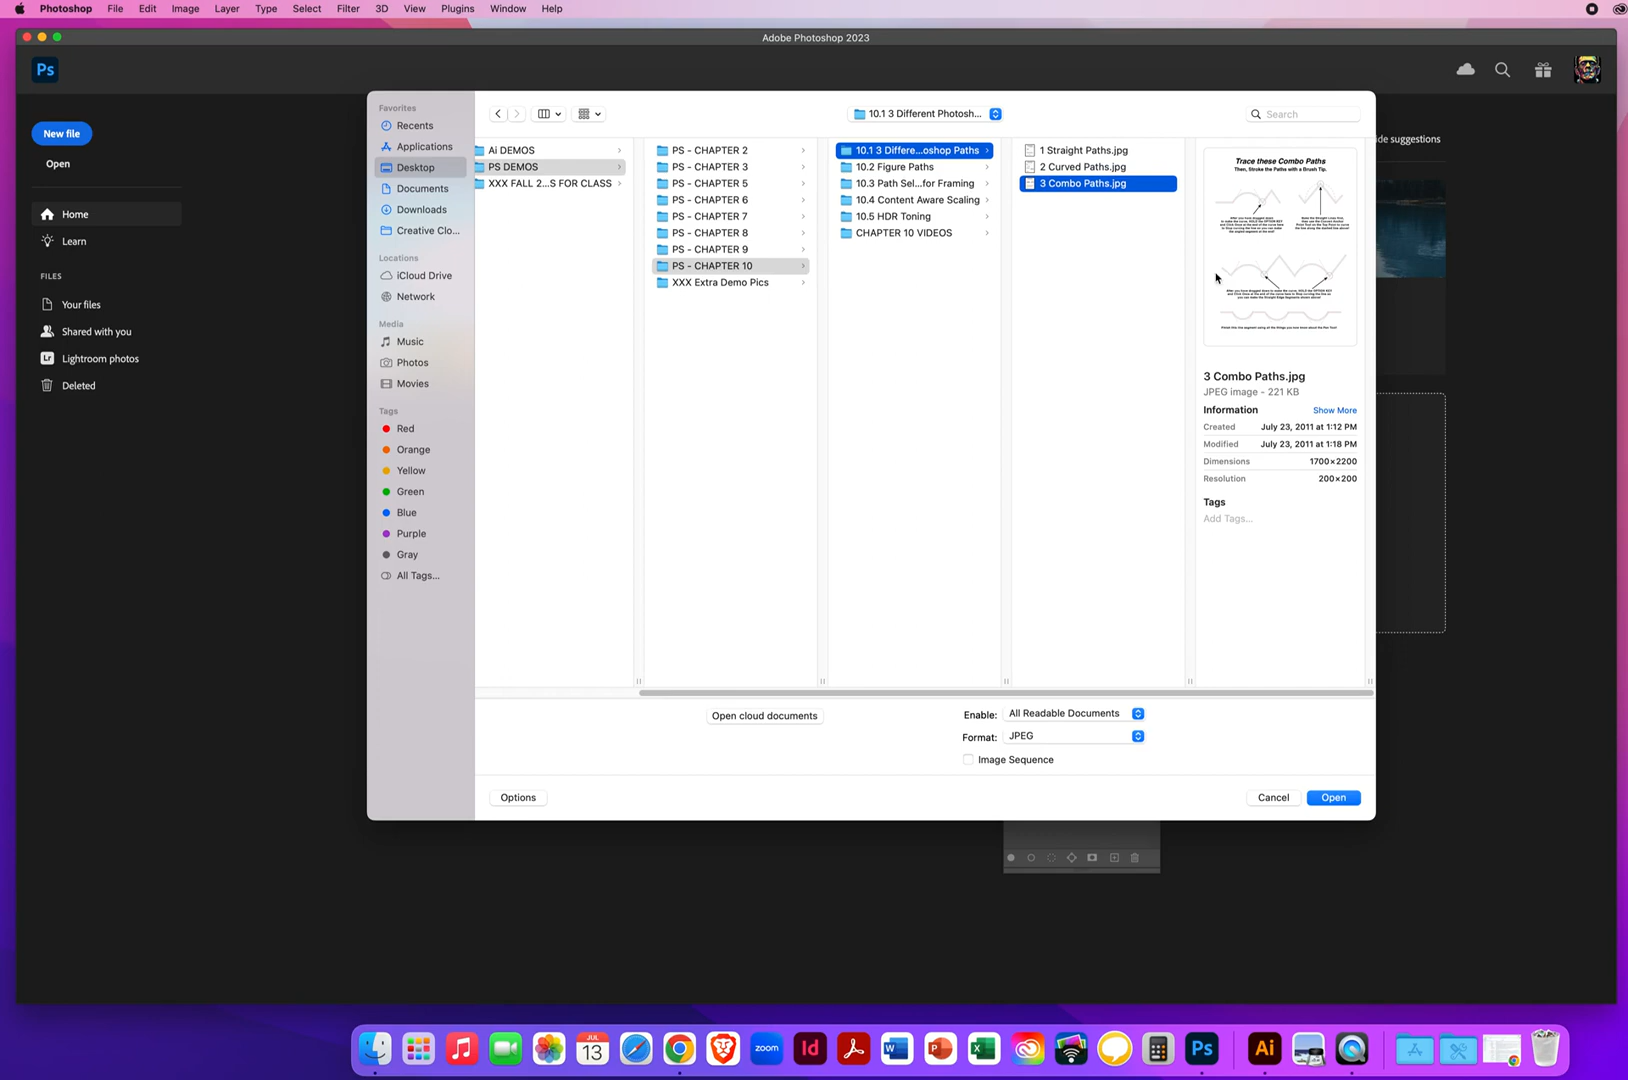 Photoshop File Edit Image Layer Type Select Filter 3D View Plugins Window Help
Adobe Photoshop 2023
Ps
New file
Open
Home
Learn
FILES
Your files
Shared with you
Lr Lightroom photos
Deleted
Favorites
Recents
Applications
Desktop
Documents
Downloads
Creative Clo...
Locations
iCloud Drive
Network
Media
Music
Photos
Movies
Tags
Red
Orange
Yellow
Green
Blue
Purple
Gray
All Tags...
10.1 3 Different Photosh...
Search
Ai DEMOS
PS DEMOS
XXX FALL 2...S FOR CLASS
PS - CHAPTER 2
PS - CHAPTER 3
PS - CHAPTER 5
PS - CHAPTER 6
PS - CHAPTER 7
PS - CHAPTER 8
PS - CHAPTER 9
PS - CHAPTER 10
XXX Extra Demo Pics
10.1 3 Differe...oshop Paths
10.2 Figure Paths
10.3 Path Sel...for Framing
10.4 Content Aware Scaling
10.5 HDR Toning
CHAPTER 10 VIDEOS
1 Straight Paths.jpg
2 Curved Paths.jpg
3 Combo Paths.jpg
Trace these Combo Paths
Then, Stroke the Paths with a Brush Tip.
3 Combo Paths.jpg
JPEG image - 221 KB
Information Show More
Created July 23, 2011 at 1:12 PM
Modified July 23, 2011 at 1:18 PM
Dimensions 1700×2200
Resolution 200×200
Tags
Add Tags...
ide suggestions
Open cloud documents
Enable: All Readable Documents
Format: JPEG
Image Sequence
Options
Cancel
Open
JUL
13
zoom
Id
W
P
X
Ps
Ai